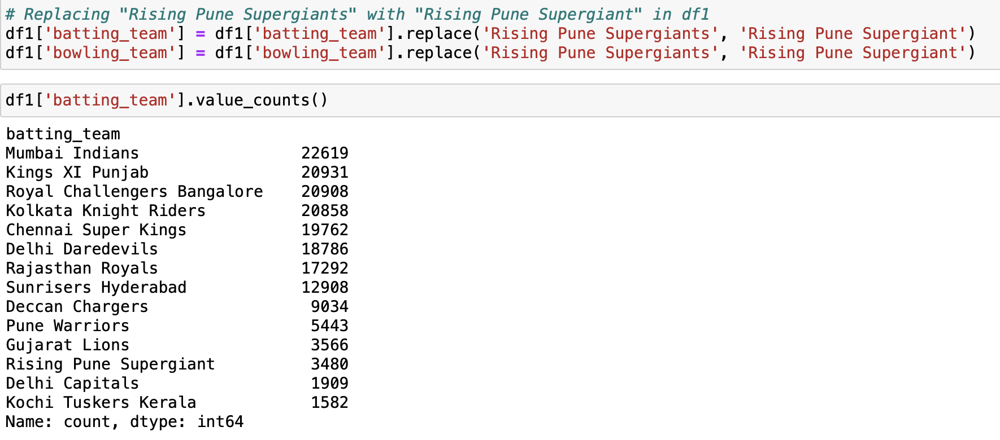 # Replacing "Rising Pune Supergiants" with "Rising Pune Supergiant" in df1
df1['batting_team'] = df1['batting_team'].replace('Rising Pune Supergiants', 'Rising Pune Supergiant')
df1['bowling_team'] = df1['bowling_team'].replace('Rising Pune Supergiants', 'Rising Pune Supergiant')
df1['batting_team'].value_counts()
batting_team
Mumbai Indians                 22619
Kings XI Punjab                20931
Royal Challengers Bangalore    20908
Kolkata Knight Riders          20858
Chennai Super Kings            19762
Delhi Daredevils               18786
Rajasthan Royals               17292
Sunrisers Hyderabad            12908
Deccan Chargers                 9034
Pune Warriors                   5443
Gujarat Lions                   3566
Rising Pune Supergiant          3480
Delhi Capitals                  1909
Kochi Tuskers Kerala            1582
Name: count, dtype: int64